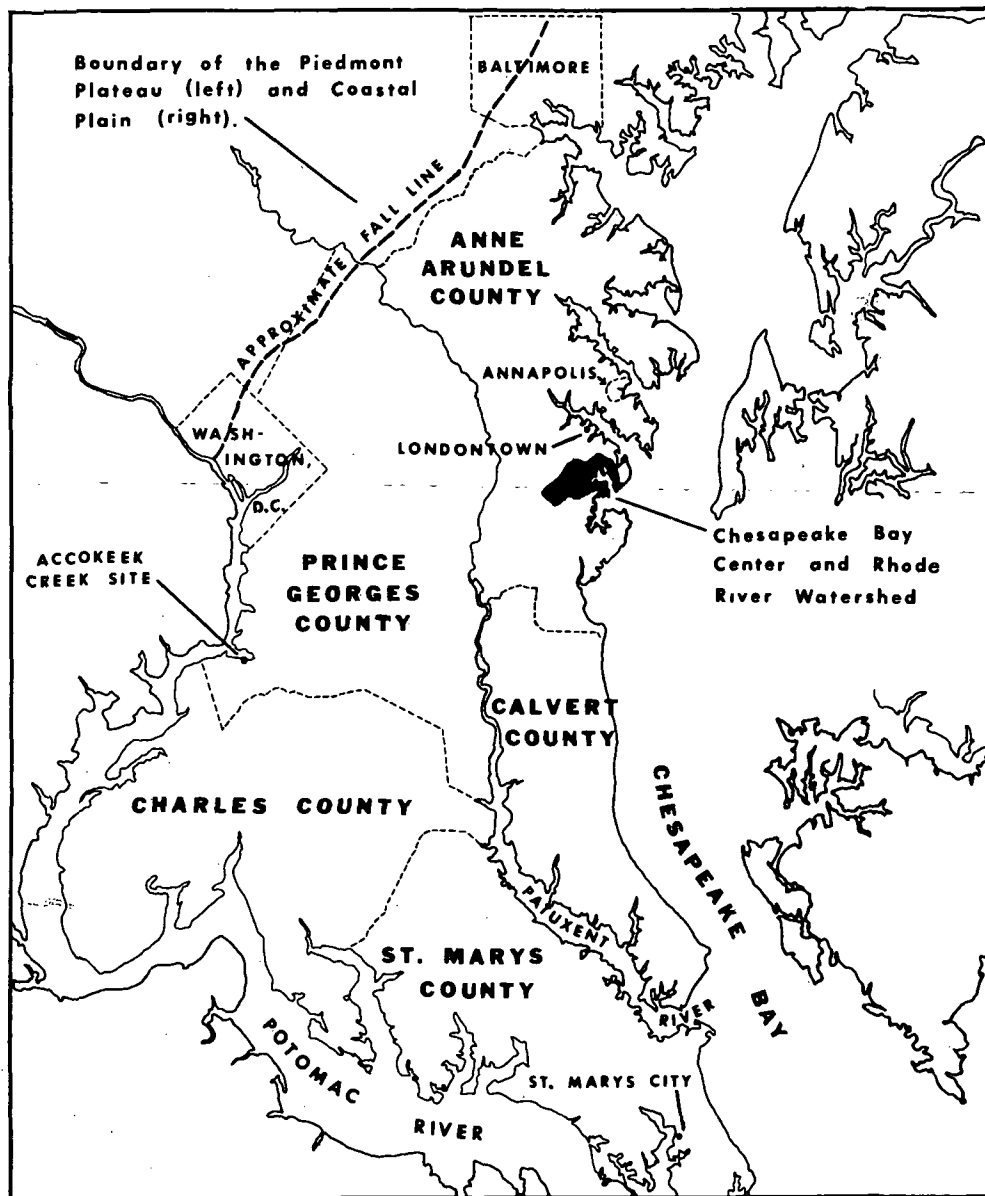 Boundary of the Piedmont
Plateau (left) and Coastal
Plain (right).
BALTIMORE
APPROXIMATE FALL LINE
ANNE
ARUNDEL
COUNTY
ANNAPOLIS
WASH-
INGTON,
D.C.
LONDONTOWN
Chesapeake Bay
Center and Rhode
River Watershed
ACCOKEEK
CREEK SITE
PRINCE
GEORGES
COUNTY
CALVERT
COUNTY
CHARLES COUNTY
CHESAPEAKE
BAY
PATUXENT
RIVER
ST. MARYS
COUNTY
POTOMAC
RIVER
ST. MARYS CITY